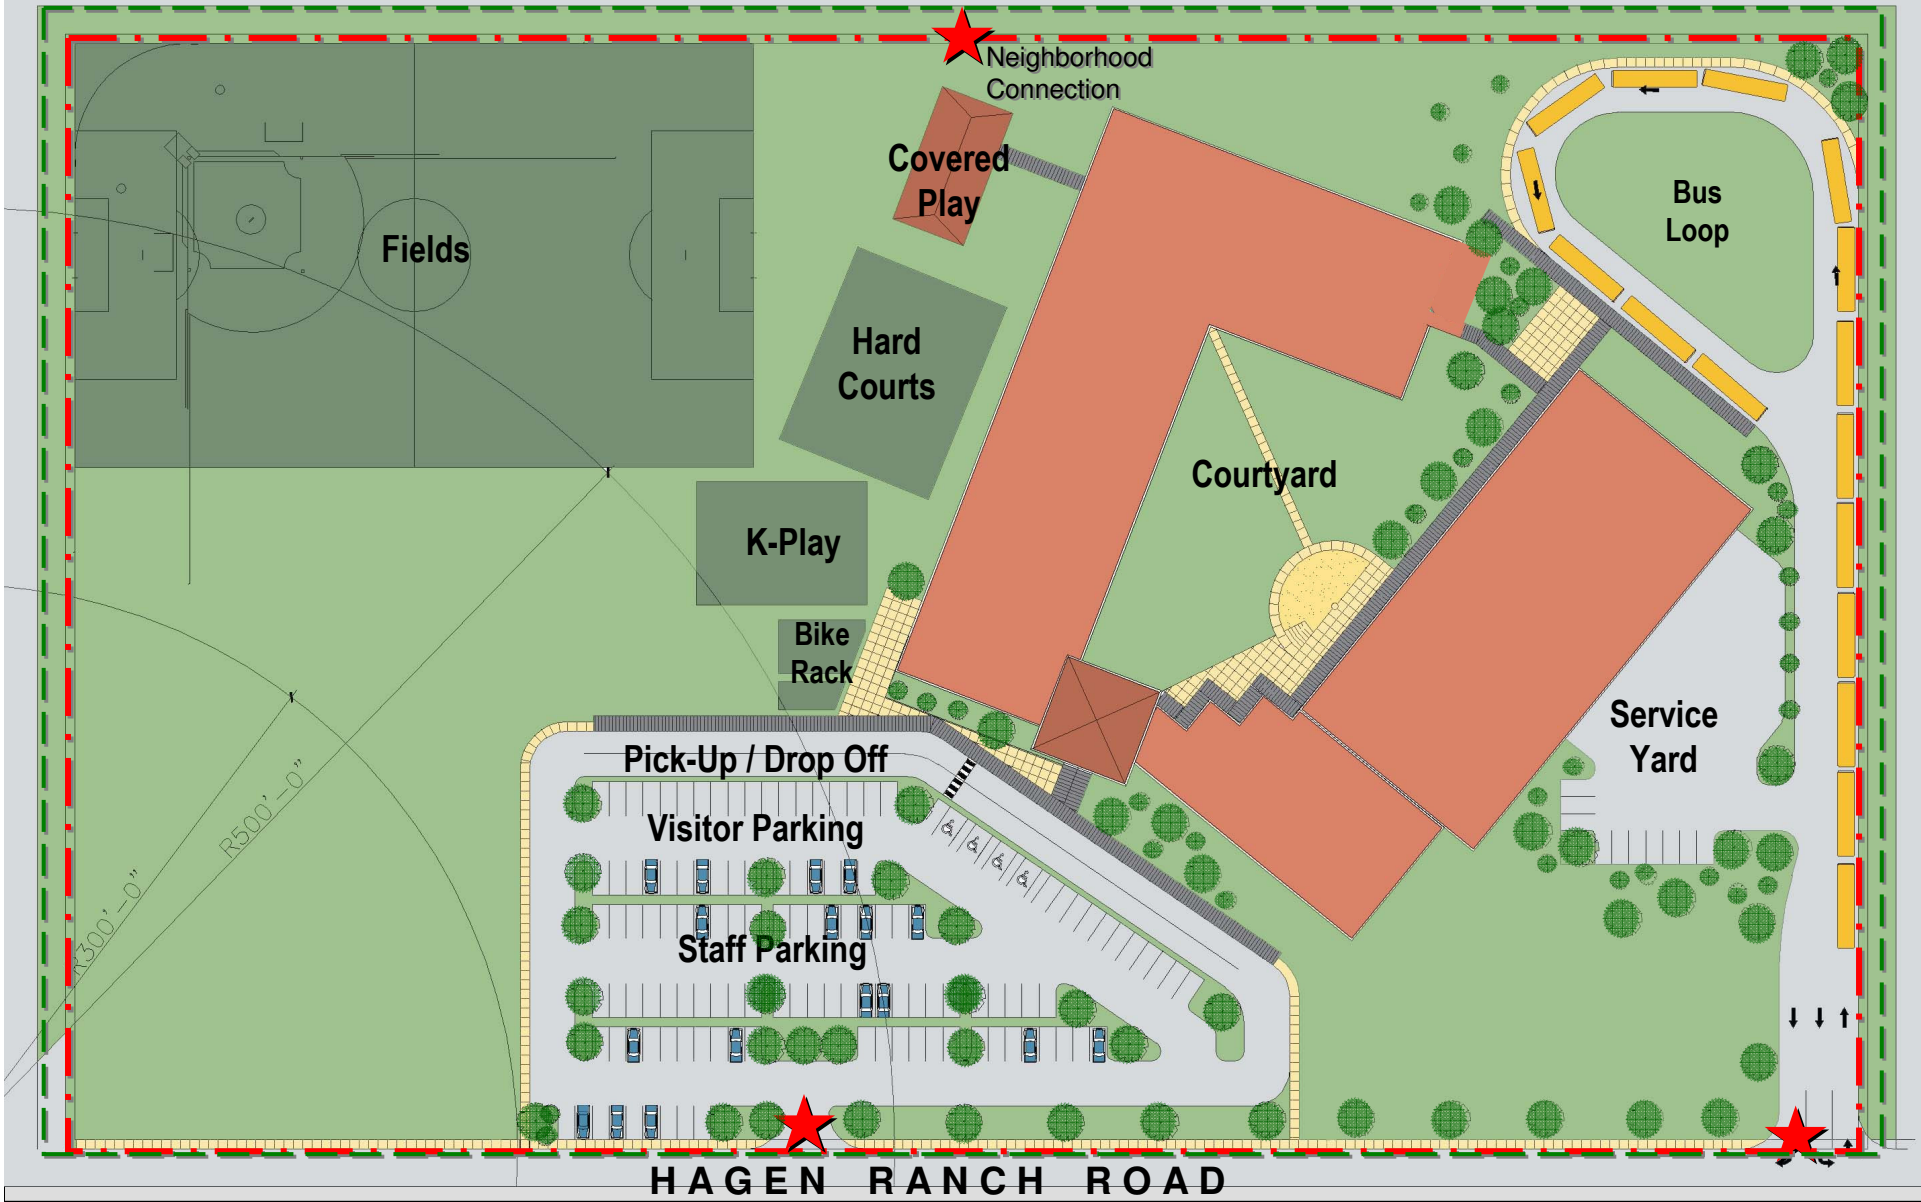 Neighborhood
Connection
Covered
Play
Bus
Loop
Fields
Hard
Courts
Courtyard
K-Play
Bike
Rack
Service
Yard
Pick-Up / Drop Off
Visitor Parking
Staff Parking
R500'-0"
R300'-0"
HAGEN RANCH ROAD